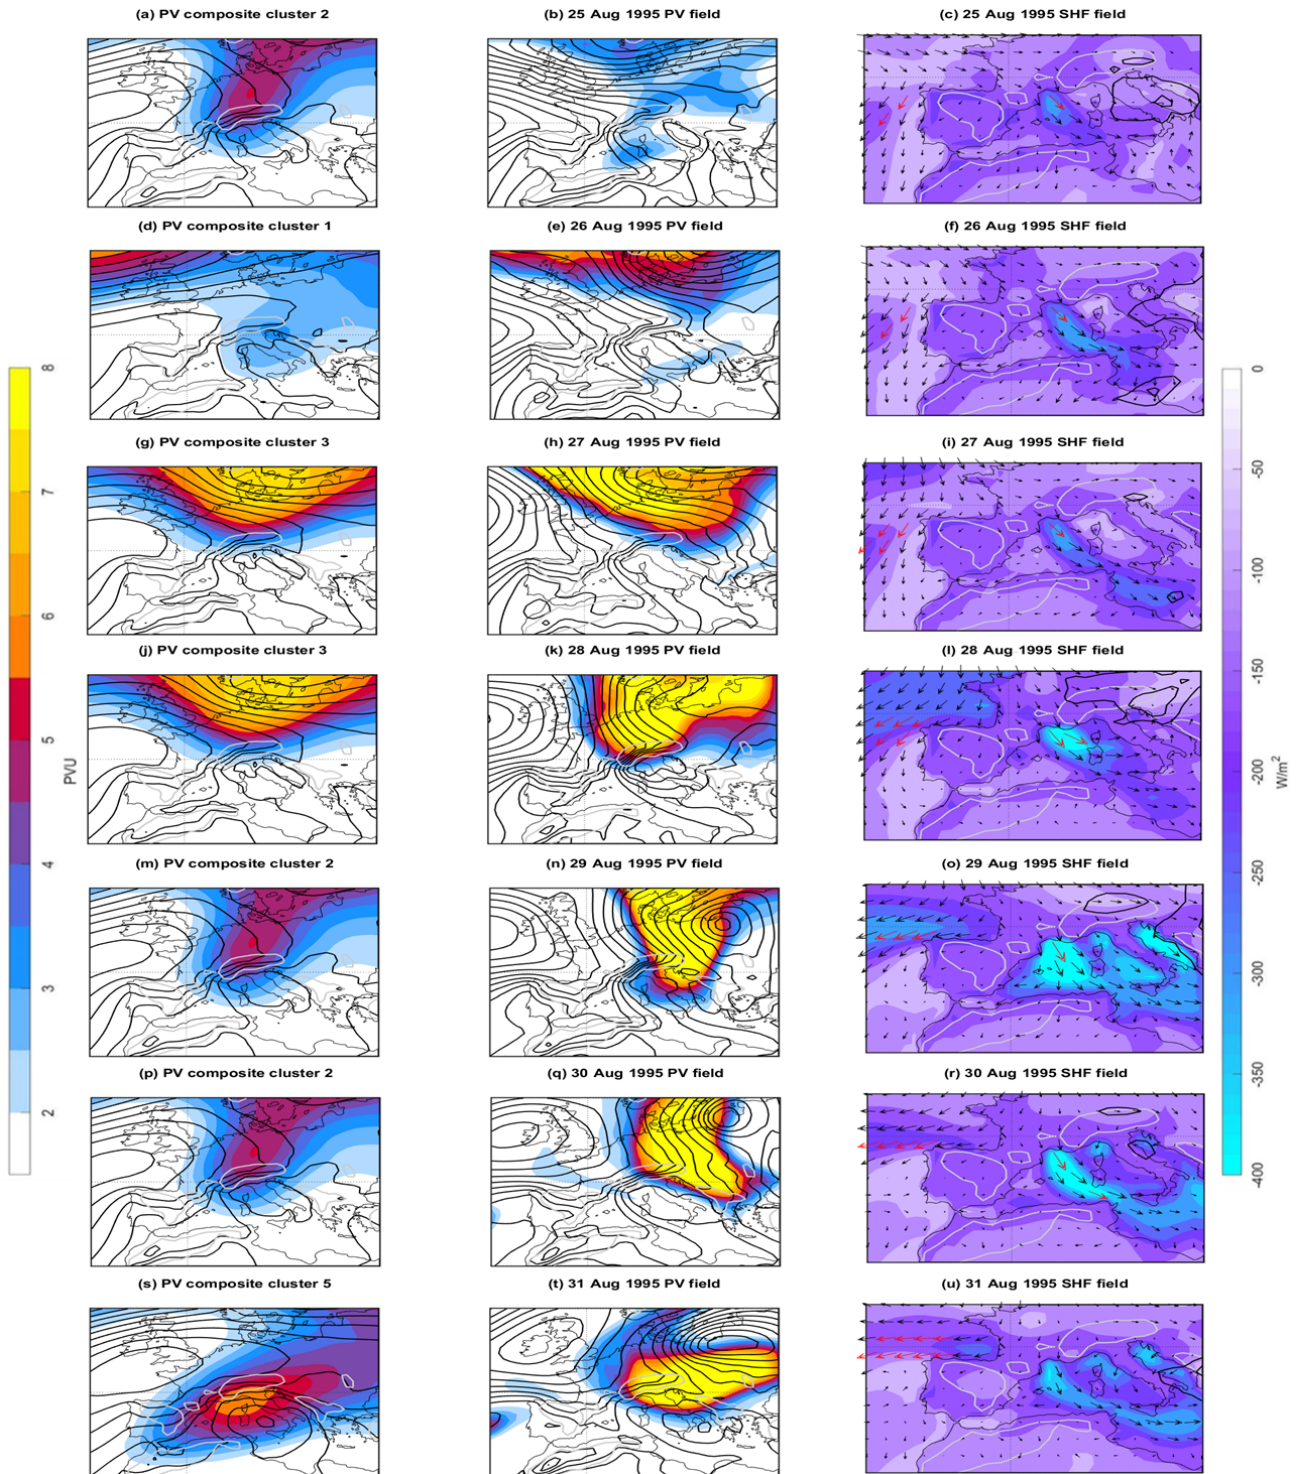 (a) PV composite cluster 2
(b) 25 Aug 1995 PV field
(c) 25 Aug 1995 SHF field
(d) PV composite cluster 1
(e) 26 Aug 1995 PV field
(f) 26 Aug 1995 SHF field
(g) PV composite cluster 3
(h) 27 Aug 1995 PV field
(i) 27 Aug 1995 SHF field
(j) PV composite cluster 3
(k) 28 Aug 1995 PV field
(l) 28 Aug 1995 SHF field
(m) PV composite cluster 2
(n) 29 Aug 1995 PV field
(o) 29 Aug 1995 SHF field
(p) PV composite cluster 2
(q) 30 Aug 1995 PV field
(r) 30 Aug 1995 SHF field
(s) PV composite cluster 5
(t) 31 Aug 1995 PV field
(u) 31 Aug 1995 SHF field
8
7
6
5
4
3
2
PVU
0
-50
-100
-150
-200
-250
-300
-350
-400
W/m²